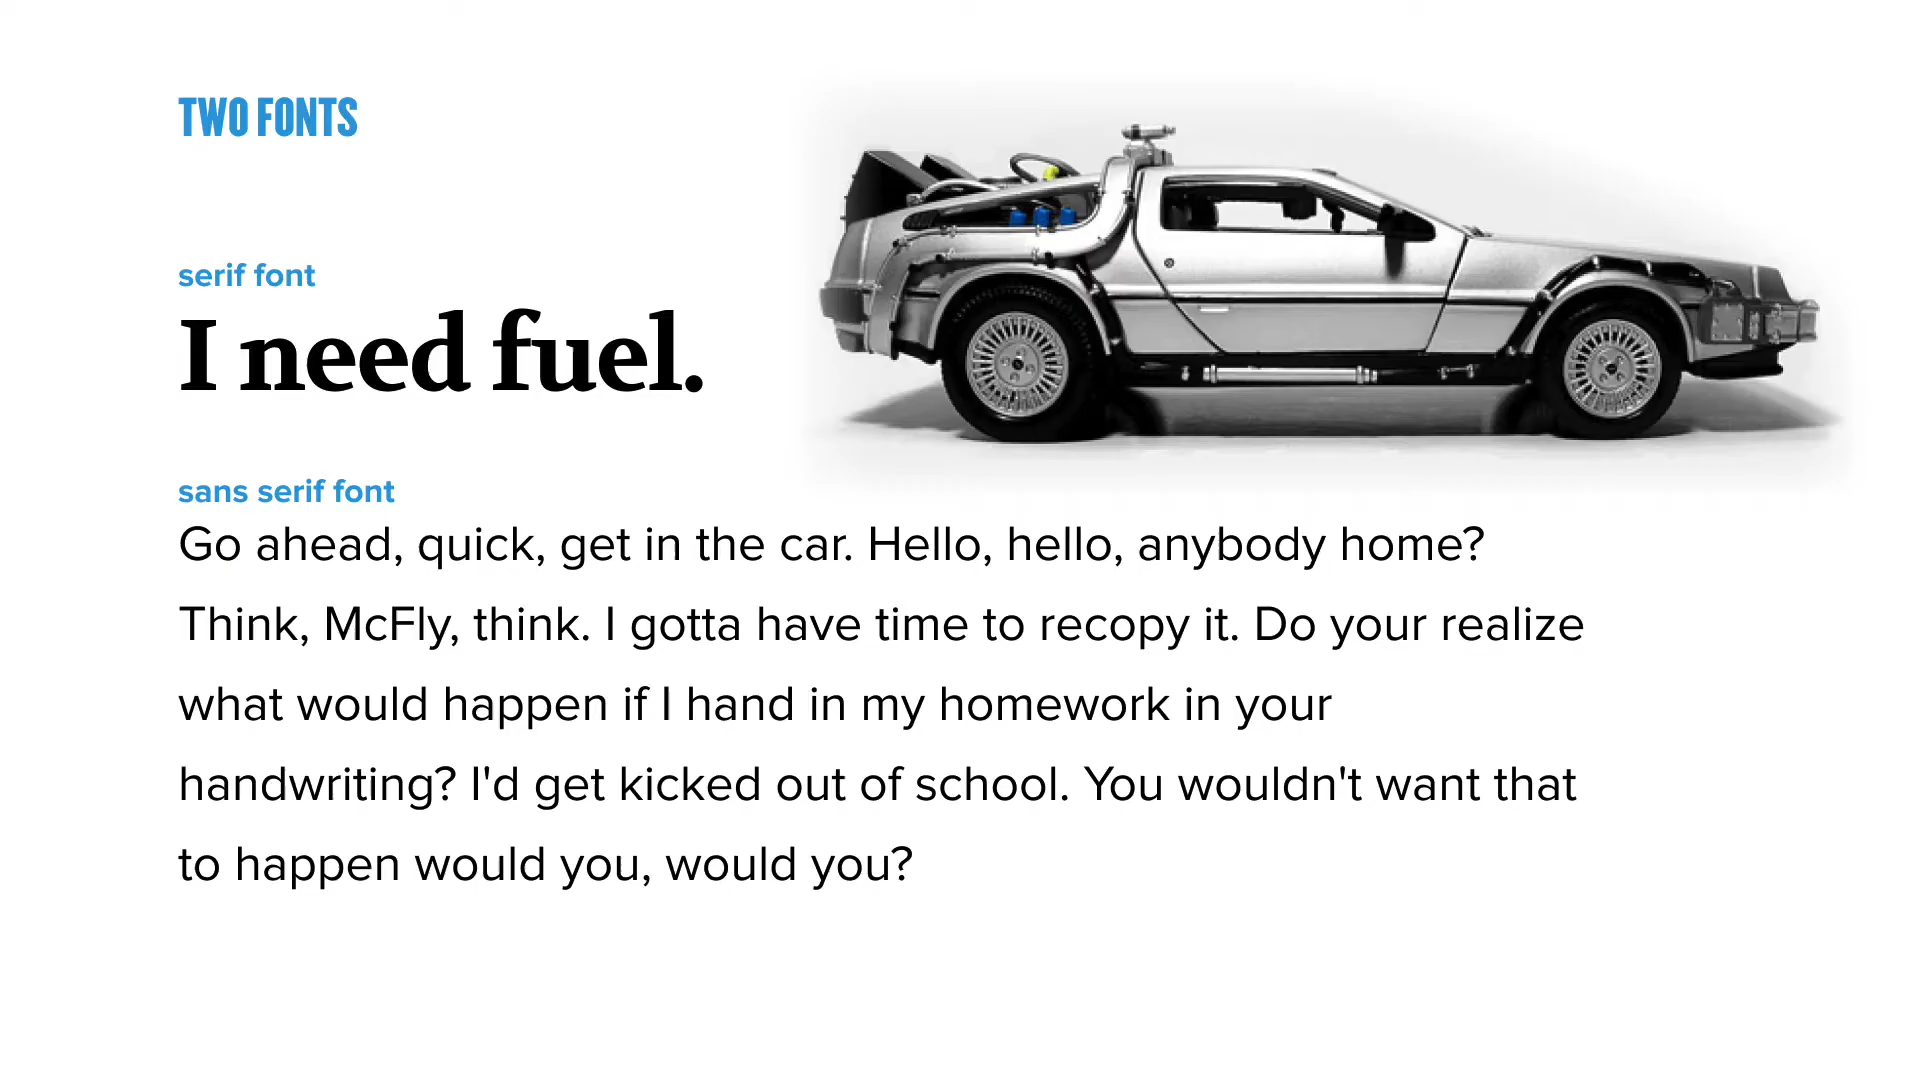 TWO FONTS
serif font
I need fuel.
sans serif font
Go ahead, quick, get in the car. Hello, hello, anybody home?
Think, McFly, think. I gotta have time to recopy it. Do your realize
what would happen if I hand in my homework in your
handwriting? I'd get kicked out of school. You wouldn't want that
to happen would you, would you?